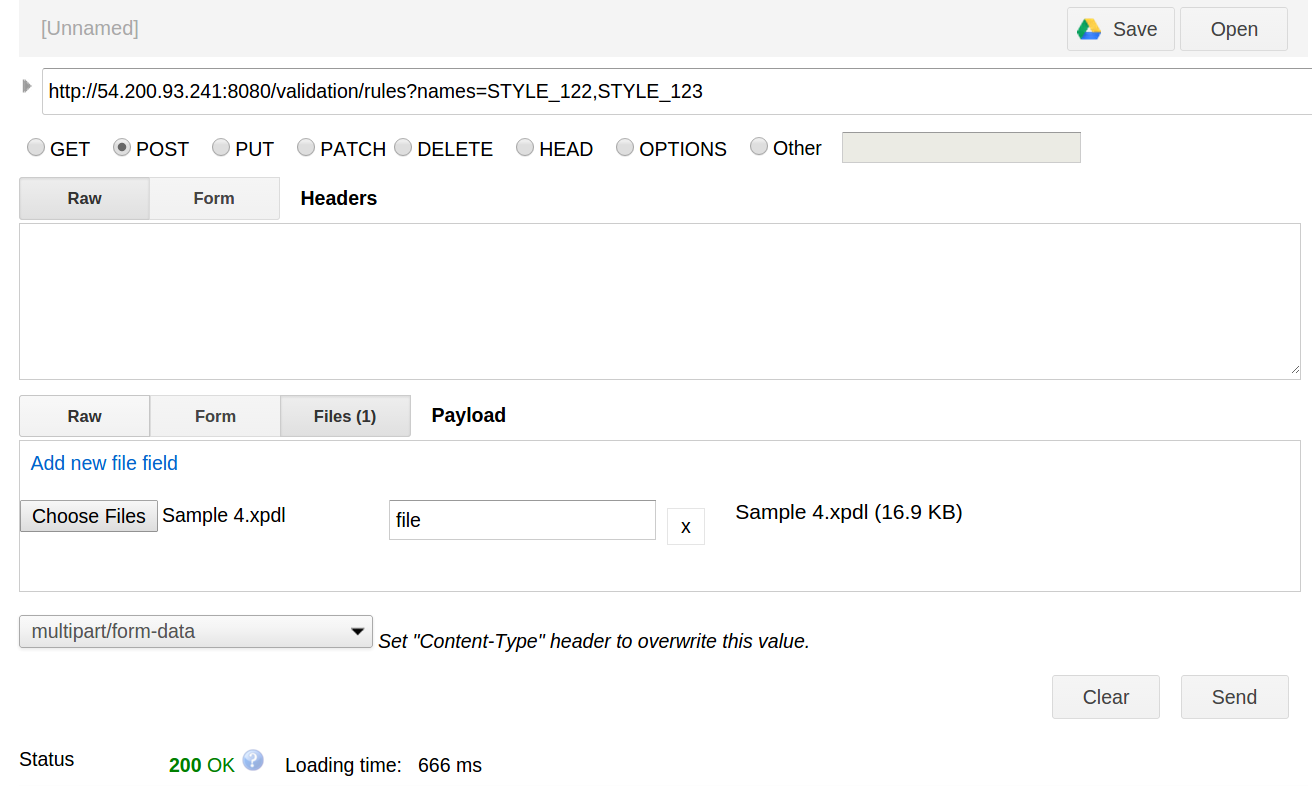 [Unnamed] Save Open
http://54.200.93.241:8080/validation/rules?names=STYLE_122,STYLE_123
GET POST PUT PATCH DELETE HEAD OPTIONS Other
Raw Form Headers
Raw Form Files (1) Payload
Add new file field
Choose Files Sample 4.xpdl file x Sample 4.xpdl (16.9 KB)
multipart/form-data Set "Content-Type" header to overwrite this value.
Clear Send
Status 200 OK ? Loading time: 666 ms